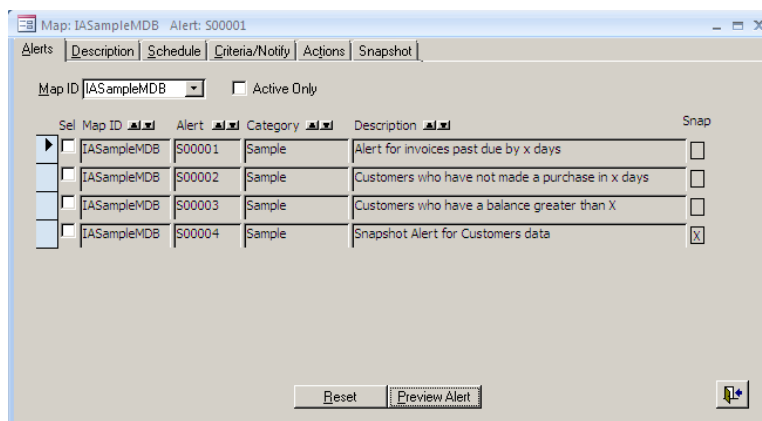 Map: IASampleMDB Alert: S00001
Alerts Description Schedule Criteria/Notify Actions Snapshot
Map ID IASampleMDB Active Only
Sel Map ID Alert Category Description Snap
IASampleMDB S00001 Sample Alert for invoices past due by x days
IASampleMDB S00002 Sample Customers who have not made a purchase in x days
IASampleMDB S00003 Sample Customers who have a balance greater than X
IASampleMDB S00004 Sample Snapshot Alert for Customers data X
Reset Preview Alert